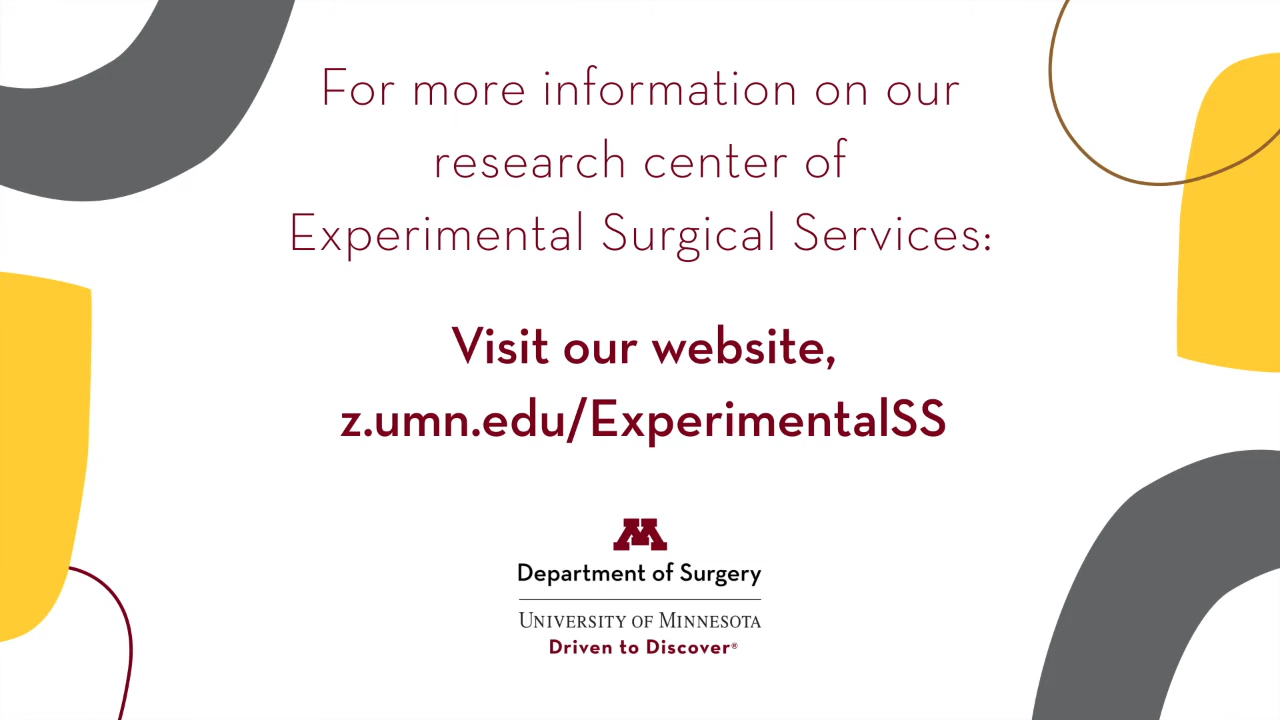 For more information on our
research center of
Experimental Surgical Services:
Visit our website,
z.umn.edu/ExperimentalSS
M
Department of Surgery
UNIVERSITY OF MINNESOTA
Driven to Discover®